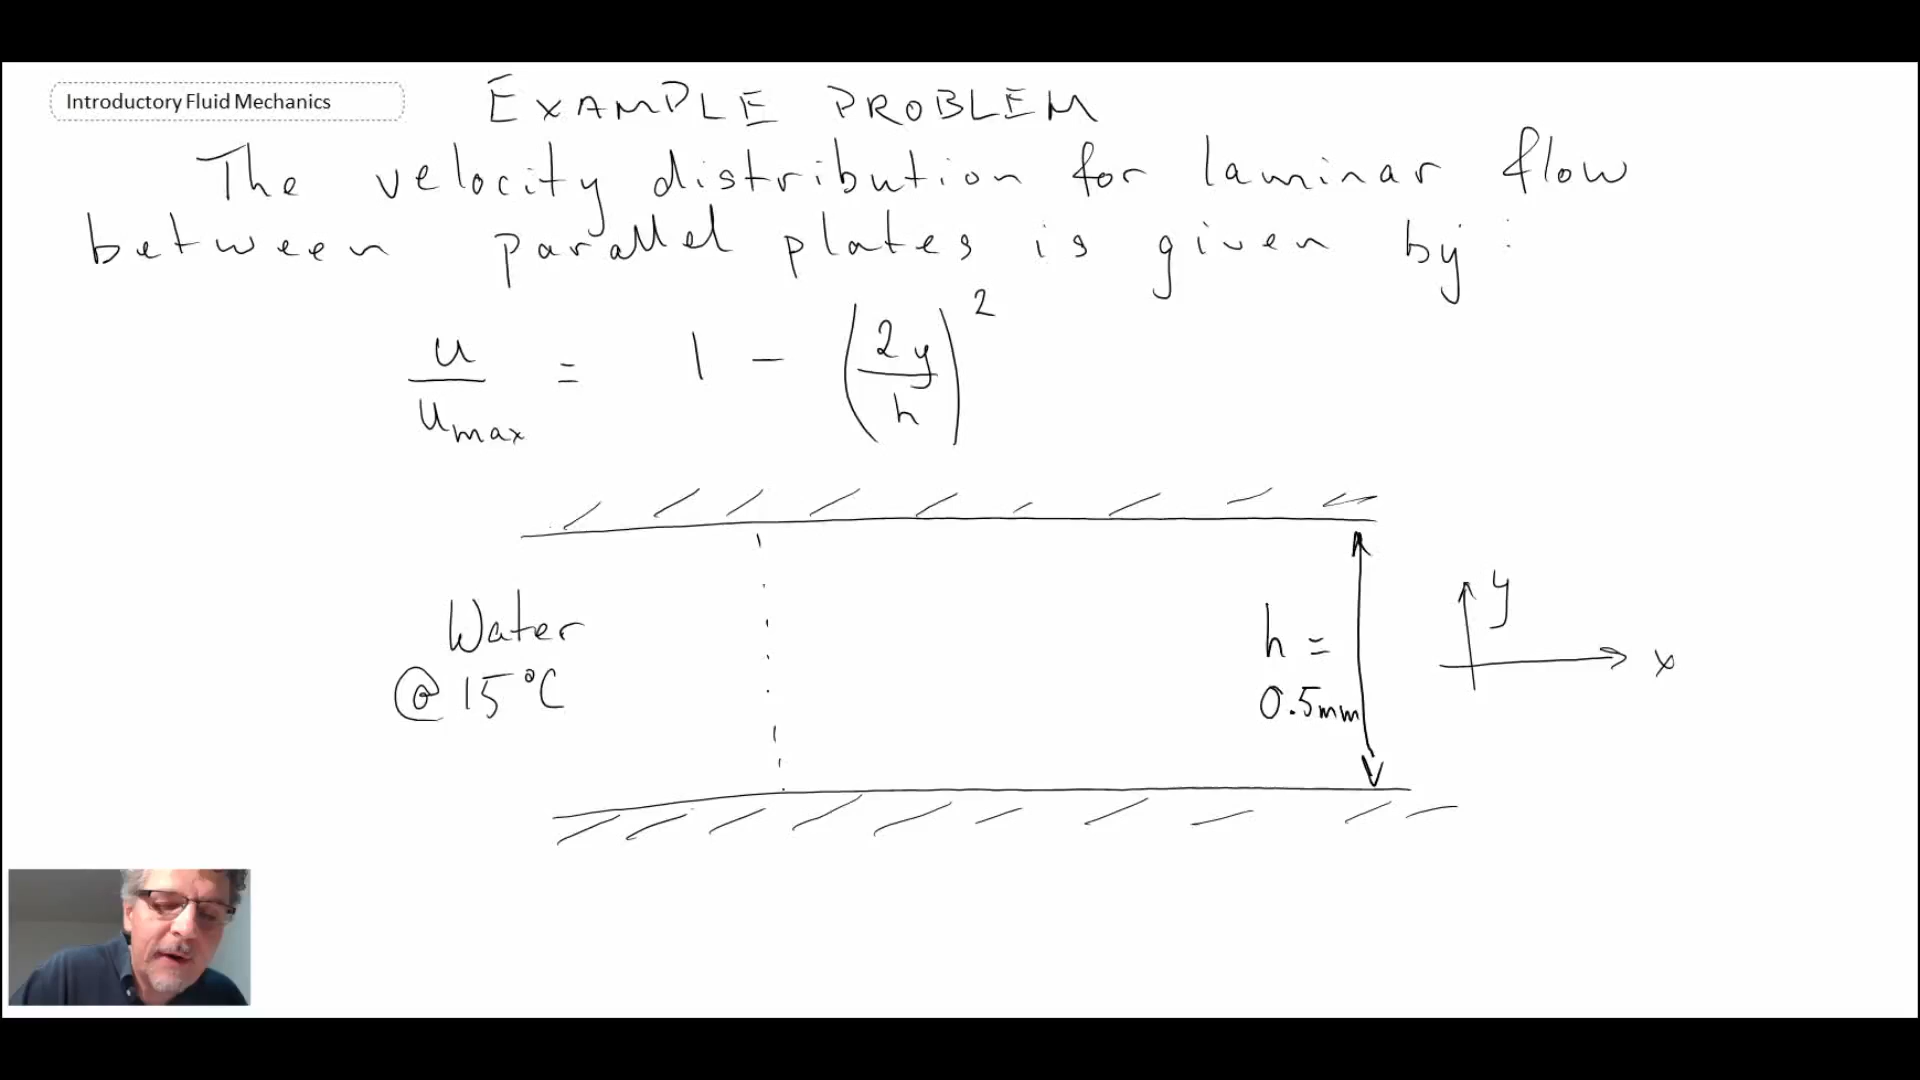 Introductory Fluid Mechanics
EXAMPLE PROBLEM
The velocity distribution for laminar flow
between parallel plates is given by:
u/umax = 1 - (2y/h)²
Water
@ 15°C
h =
0.5mm
y
x